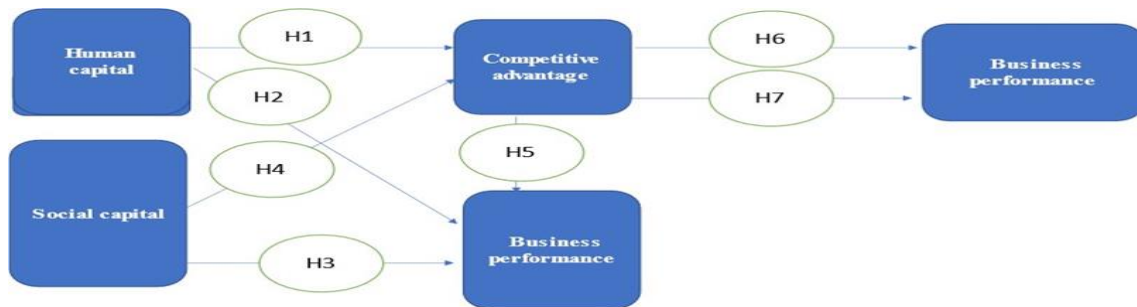 Human
capital
H1
H2
Competitive
advantage
H6
H7
Business
performance
Social capital
H4
H5
H3
Business
performance